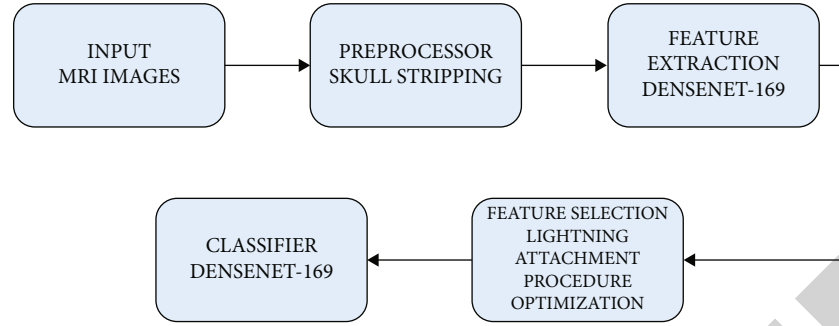 INPUT
MRI IMAGES
PREPROCESSOR
SKULL STRIPPING
FEATURE
EXTRACTION
DENSENET-169
FEATURE SELECTION
LIGHTNING
ATTACHMENT
PROCEDURE
OPTIMIZATION
CLASSIFIER
DENSENET-169